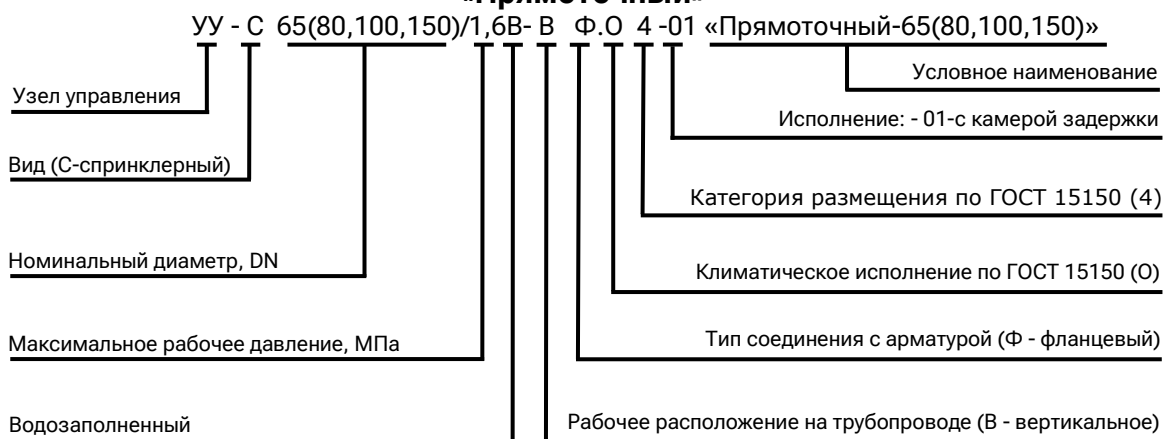 «Прямоточный»
УУ - С 65(80,100,150)/1,6В- В Ф.О 4 -01 «Прямоточный-65(80,100,150)»
Условное наименование
Узел управления
Исполнение: - 01-с камерой задержки
Вид (С-спринклерный)
Категория размещения по ГОСТ 15150 (4)
Номинальный диаметр, DN
Климатическое исполнение по ГОСТ 15150 (О)
Максимальное рабочее давление, МПа
Тип соединения с арматурой (Ф - фланцевый)
Водозаполненный
Рабочее расположение на трубопроводе (В - вертикальное)